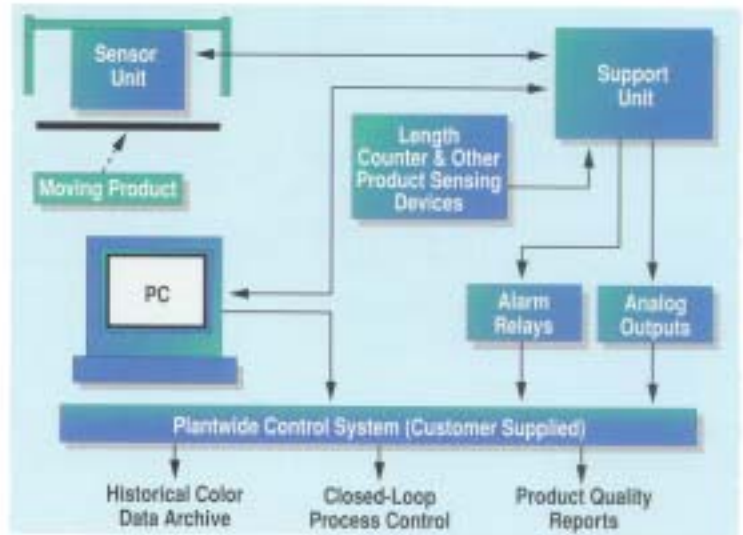 Sensor
Unit
Support
Unit
Length
Counter & Other
Product Sensing
Devices
Moving Product
PC
Alarm
Relays
Analog
Outputs
Plantwide Control System (Customer Supplied)
Historical Color
Data Archive
Closed-Loop
Process Control
Product Quality
Reports